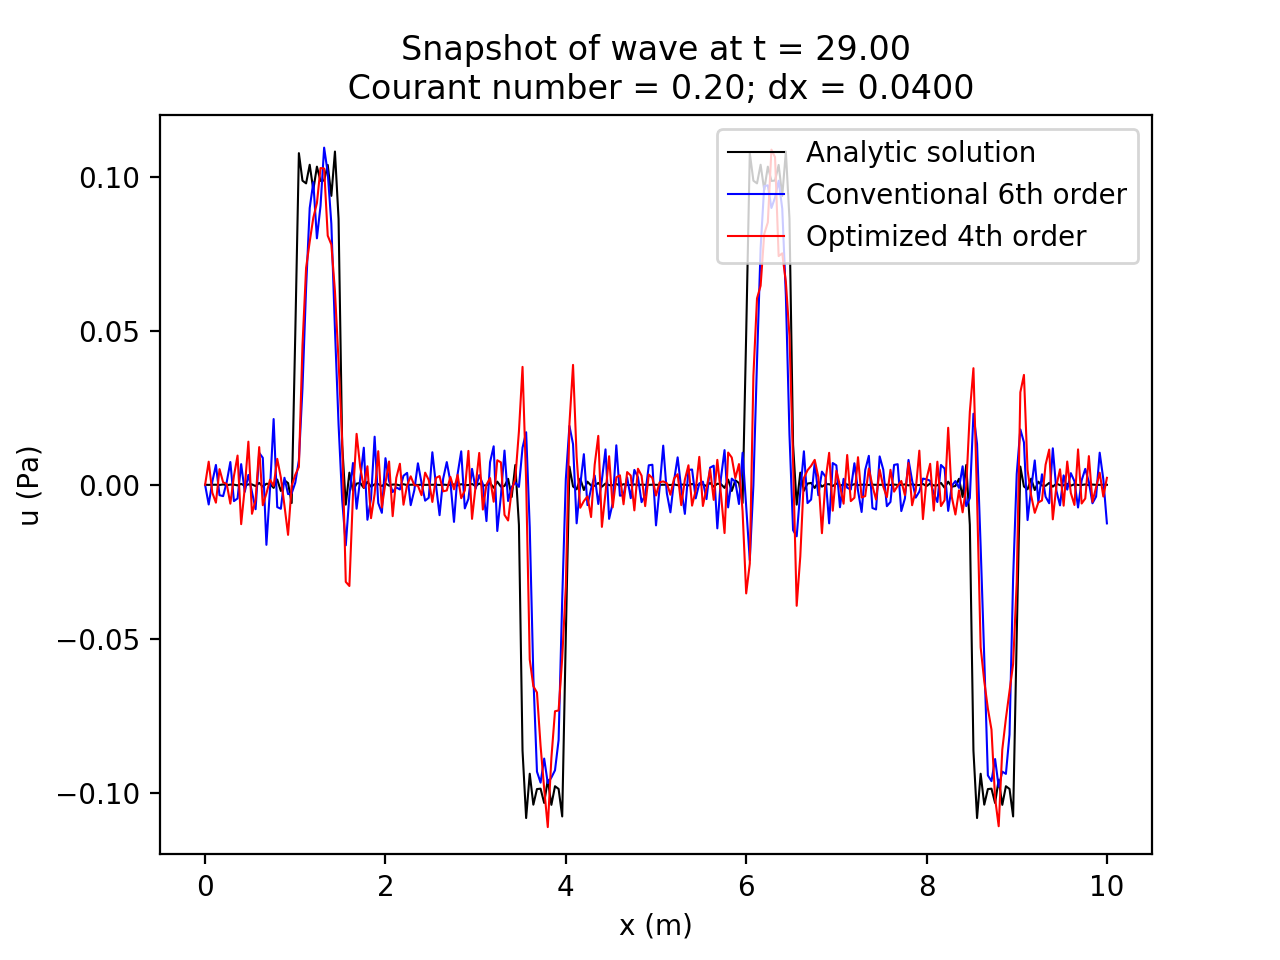 Snapshot of wave at t = 29.00
Courant number = 0.20; dx = 0.0400
Analytic solution
Conventional 6th order
Optimized 4th order
0.10
0.05
0.00
−0.05
−0.10
u (Pa)
0 2 4 6 8 10
x (m)